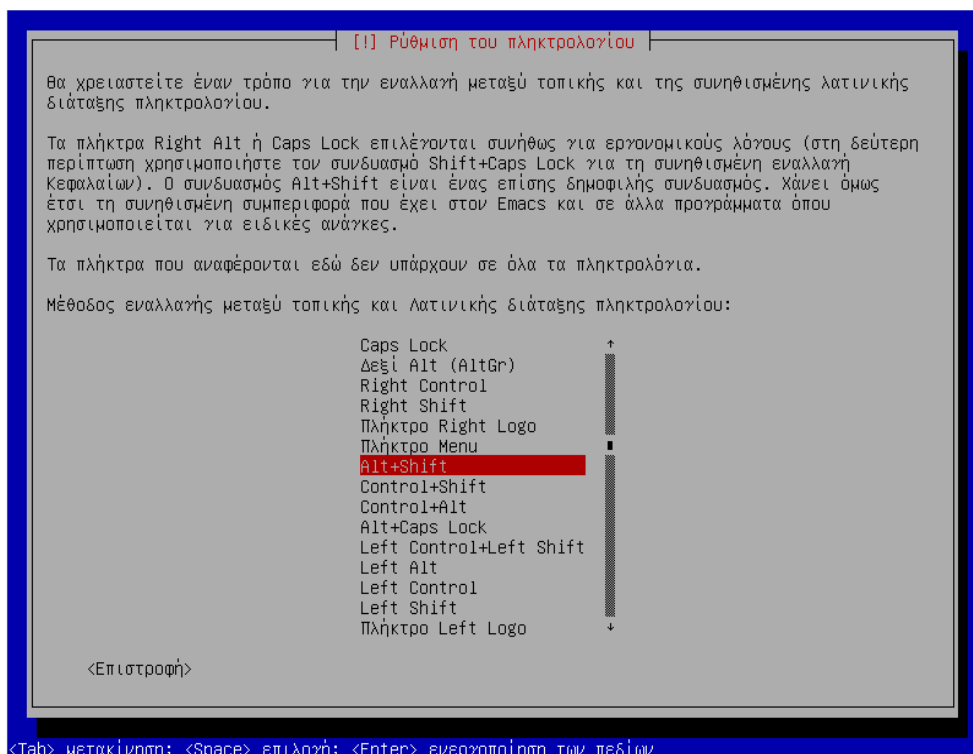 [!] Ρύθμιση του πληκτρολογίου
Θα χρειαστείτε έναν τρόπο για την εναλλαγή μεταξύ τοπικής και της συνηθισμένης λατινικής
διάταξης πληκτρολογίου.
Τα πλήκτρα Right Alt ή Caps Lock επιλέγονται συνήθως για εργονομικούς λόγους (στη δεύτερη
περίπτωση χρησιμοποιήστε τον συνδυασμό Shift+Caps Lock για τη συνηθισμένη εναλλαγή
Κεφαλαίων). Ο συνδυασμός Alt+Shift είναι ένας επίσης δημοφιλής συνδυασμός. Χάνει όμως
έτσι τη συνηθισμένη συμπεριφορά που έχει στον Emacs και σε άλλα προγράμματα όπου
χρησιμοποιείται για ειδικές ανάγκες.
Τα πλήκτρα που αναφέρονται εδώ δεν υπάρχουν σε όλα τα πληκτρολόγια.
Μέθοδος εναλλαγής μεταξύ τοπικής και Λατινικής διάταξης πληκτρολογίου:
Caps Lock
Δεξί Alt (AltGr)
Right Control
Right Shift
Πλήκτρο Right Logo
Πλήκτρο Menu
Alt+Shift
Control+Shift
Control+Alt
Alt+Caps Lock
Left Control+Left Shift
Left Alt
Left Control
Left Shift
Πλήκτρο Left Logo
<Επιστροφή>
<Tab> μετακίνηση; <Space> επιλογή; <Enter> ενεργοποίηση των πεδίων